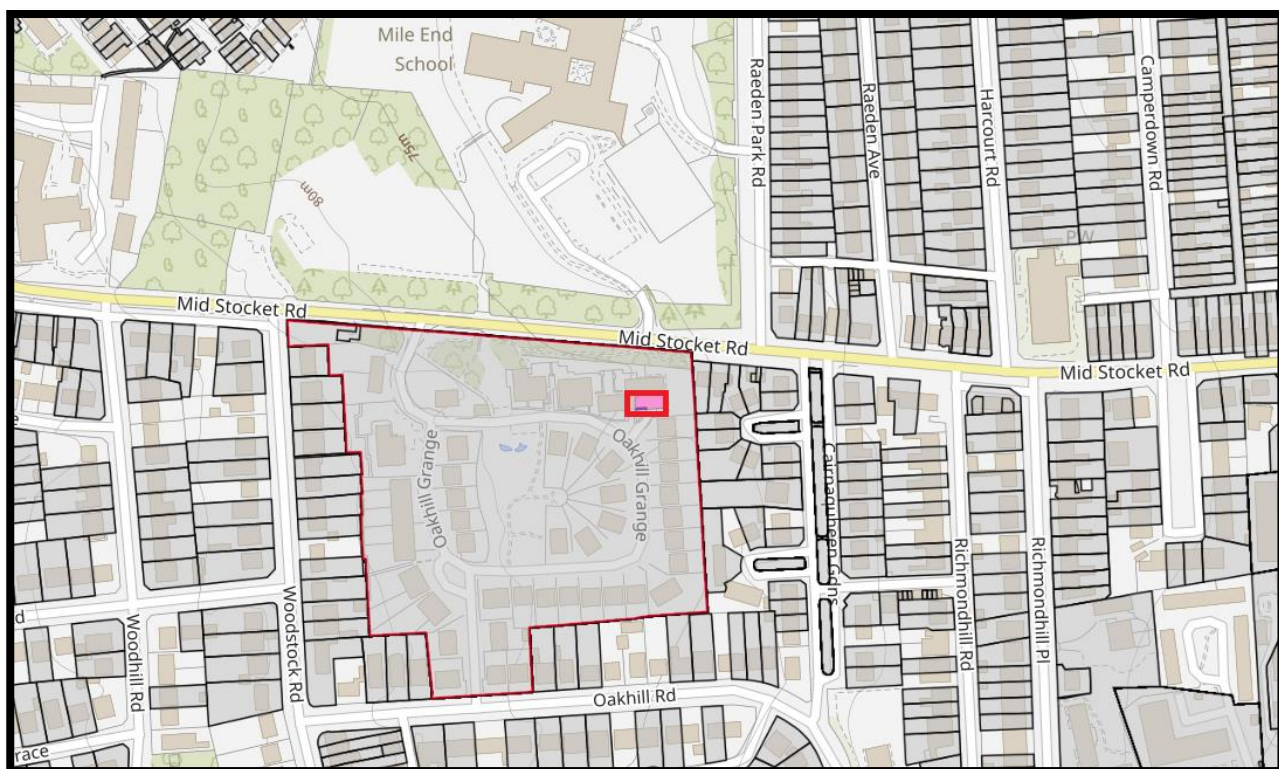 Mile End
School
75m
80m
Raeden Park Rd
Raeden Ave
Harcourt Rd
Camperdown Rd
PW
Mid Stocket Rd
Mid Stocket Rd
Mid Stocket Rd
Oakhill Grange
Oakhill Grange
Cairnaquheen Gdns
Woodhill Rd
Woodstock Rd
Richmondhill Rd
Richmondhill Pl
Oakhill Rd
d
race